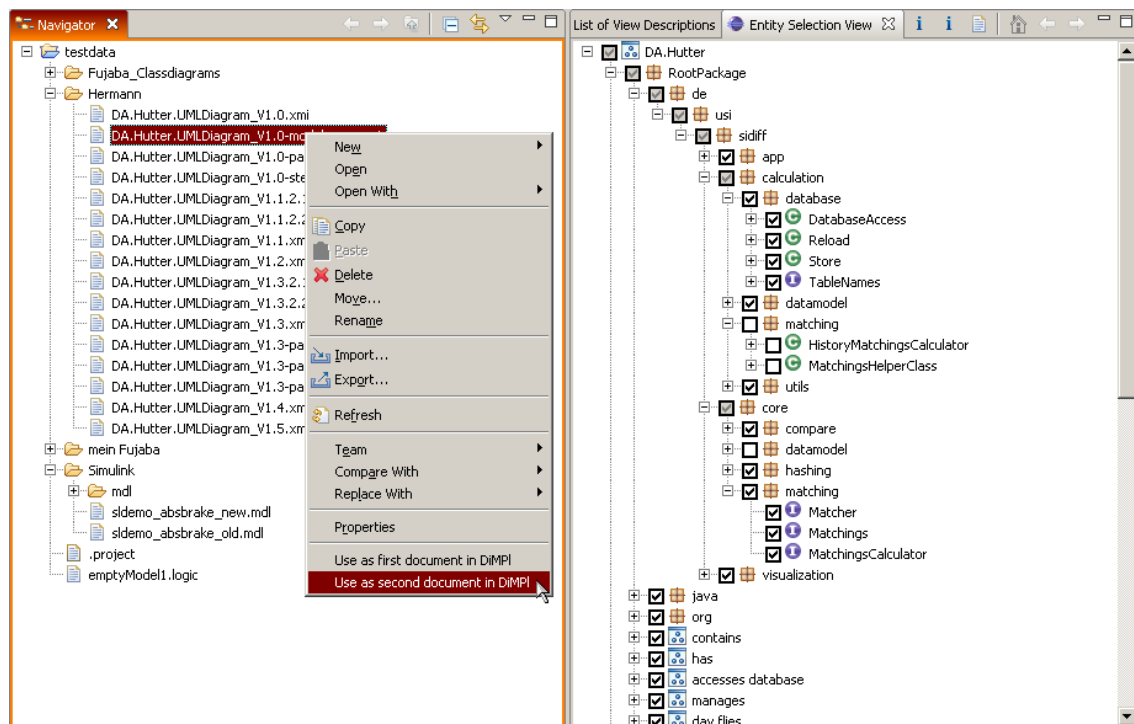 Navigator
testdata
Fujaba_Classdiagrams
Hermann
DA.Hutter.UMLDiagram_V1.0.xmi
DA.Hutter.UMLDiagram_V1.0-mo
DA.Hutter.UMLDiagram_V1.0-pa
DA.Hutter.UMLDiagram_V1.0-ste
DA.Hutter.UMLDiagram_V1.1.2.
DA.Hutter.UMLDiagram_V1.1.2.2
DA.Hutter.UMLDiagram_V1.1.xm
DA.Hutter.UMLDiagram_V1.2.xm
DA.Hutter.UMLDiagram_V1.3.2.
DA.Hutter.UMLDiagram_V1.3.2.2
DA.Hutter.UMLDiagram_V1.3.xm
DA.Hutter.UMLDiagram_V1.3-pa
DA.Hutter.UMLDiagram_V1.3-pa
DA.Hutter.UMLDiagram_V1.3-pa
DA.Hutter.UMLDiagram_V1.4.xm
DA.Hutter.UMLDiagram_V1.5.xm
mein Fujaba
Simulink
mdl
sldemo_absbrake_new.mdl
sldemo_absbrake_old.mdl
.project
emptyModel1.logic
New
Open
Open With
Copy
Paste
Delete
Move...
Rename
Import...
Export...
Refresh
Team
Compare With
Replace With
Properties
Use as first document in DiMPl
Use as second document in DiMPl
List of View Descriptions
Entity Selection View
DA.Hutter
RootPackage
de
usi
sidiff
app
calculation
database
DatabaseAccess
Reload
Store
TableNames
datamodel
matching
HistoryMatchingsCalculator
MatchingsHelperClass
utils
core
compare
datamodel
hashing
matching
Matcher
Matchings
MatchingsCalculator
visualization
java
org
contains
has
accesses database
manages
day flies